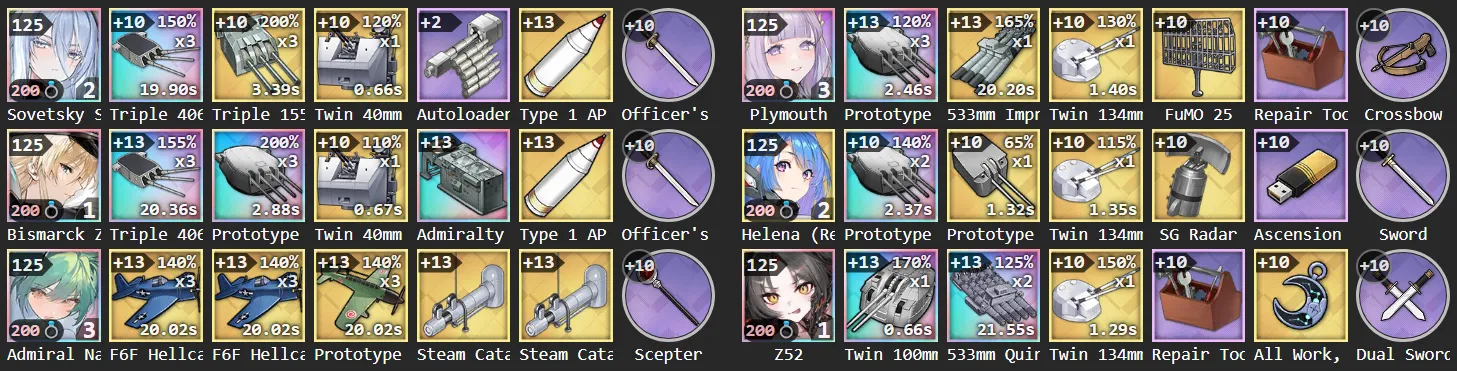 125 +10 150% x3 19.90s +10 200% x3 3.39s +10 120% x1 0.66s +2 +13 +10 200 2
Sovetsky S Triple 406 Triple 155 Twin 40mm Autoloader Type 1 AP Officer's
125 +13 120% x3 2.46s +13 165% x1 20.20s +10 130% x1 1.40s +10 +10 +10 200 3
Plymouth Prototype 533mm Impr Twin 134mm FuMO 25 Repair Too Crossbow
125 +13 155% x3 20.36s 200% x3 2.88s +10 110% x1 0.67s +13 +13 +10 200 1
Bismarck Z Triple 406 Prototype Twin 40mm Admiralty Type 1 AP Officer's
125 +10 140% x2 2.37s +10 65% x1 1.32s +10 115% x1 1.35s +10 +10 +10 200 2
Helena (Re Prototype Prototype Twin 134mm SG Radar Ascension Sword
125 +13 140% x3 20.02s +13 140% x3 20.02s +13 140% x1 20.02s +13 +13 +10 200 3
Admiral Na F6F Hellca F6F Hellca Prototype Steam Cata Steam Cata Scepter
125 +13 170% x1 0.66s +13 125% x2 21.55s +10 150% x1 1.29s +10 +10 +10 200 1
Z52 Twin 100mm 533mm Quin Twin 134mm Repair Too All Work, Dual Sword